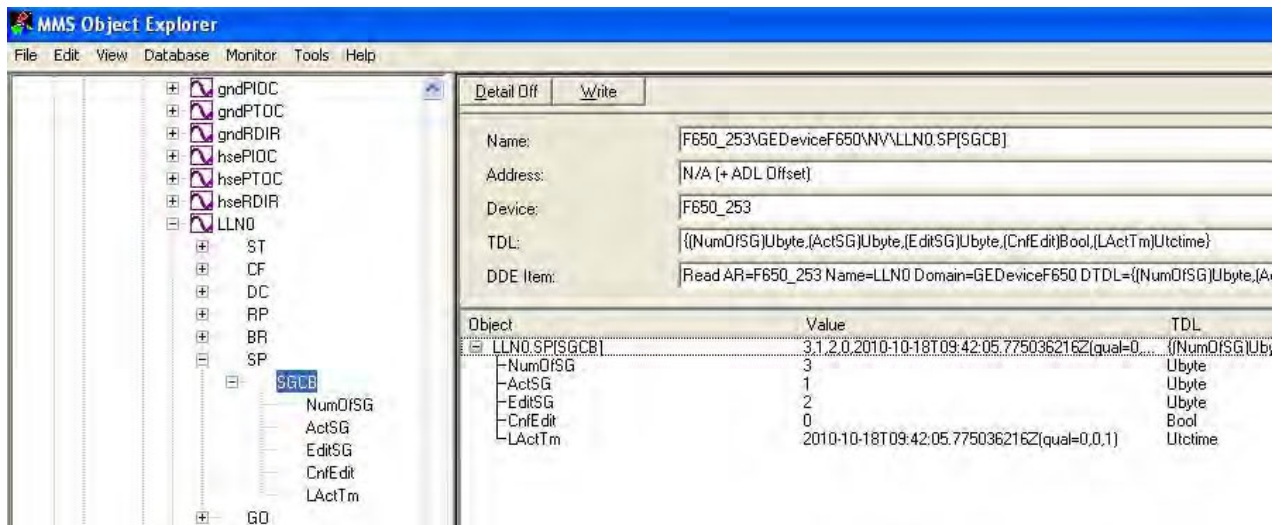 MMS Object Explorer
File Edit View Database Monitor Tools Help
gndPIOC
gndPTOC
gndRDIR
hsePIOC
hsePTOC
hseRDIR
LLN0
ST
CF
DC
RP
BR
SP
SGCB
NumOfSG
ActSG
EditSG
CnfEdit
LActTm
GO
Detail Off Write
Name: F650_253\GEDeviceF650\NV\LLN0.SP[SGCB]
Address: N/A (+ ADL Offset)
Device: F650_253
TDL: {(NumOfSG)Ubyte,(ActSG)Ubyte,(EditSG)Ubyte,(CnfEdit)Bool,(LActTm)Utctime}
DDE Item: Read AR=F650_253 Name=LLN0 Domain=GEDeviceF650 DTDL={(NumOfSG)Ubyte,(A
Object Value TDL
LLN0.SP[SGCB] 3,1,2,0,2010-10-18T09:42:05.775036216Z(qual=0,... {(NumOfSG)Uby
NumOfSG 3 Ubyte
ActSG 1 Ubyte
EditSG 2 Ubyte
CnfEdit 0 Bool
LActTm 2010-10-18T09:42:05.775036216Z(qual=0,0,1) Utctime